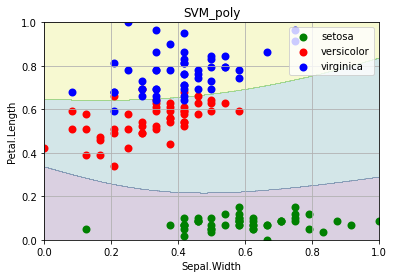 SVM_poly
1.0
0.8
0.6
0.4
0.2
0.0
Petal.Length
setosa
versicolor
virginica
0.0 0.2 0.4 0.6 0.8 1.0
Sepal.Width